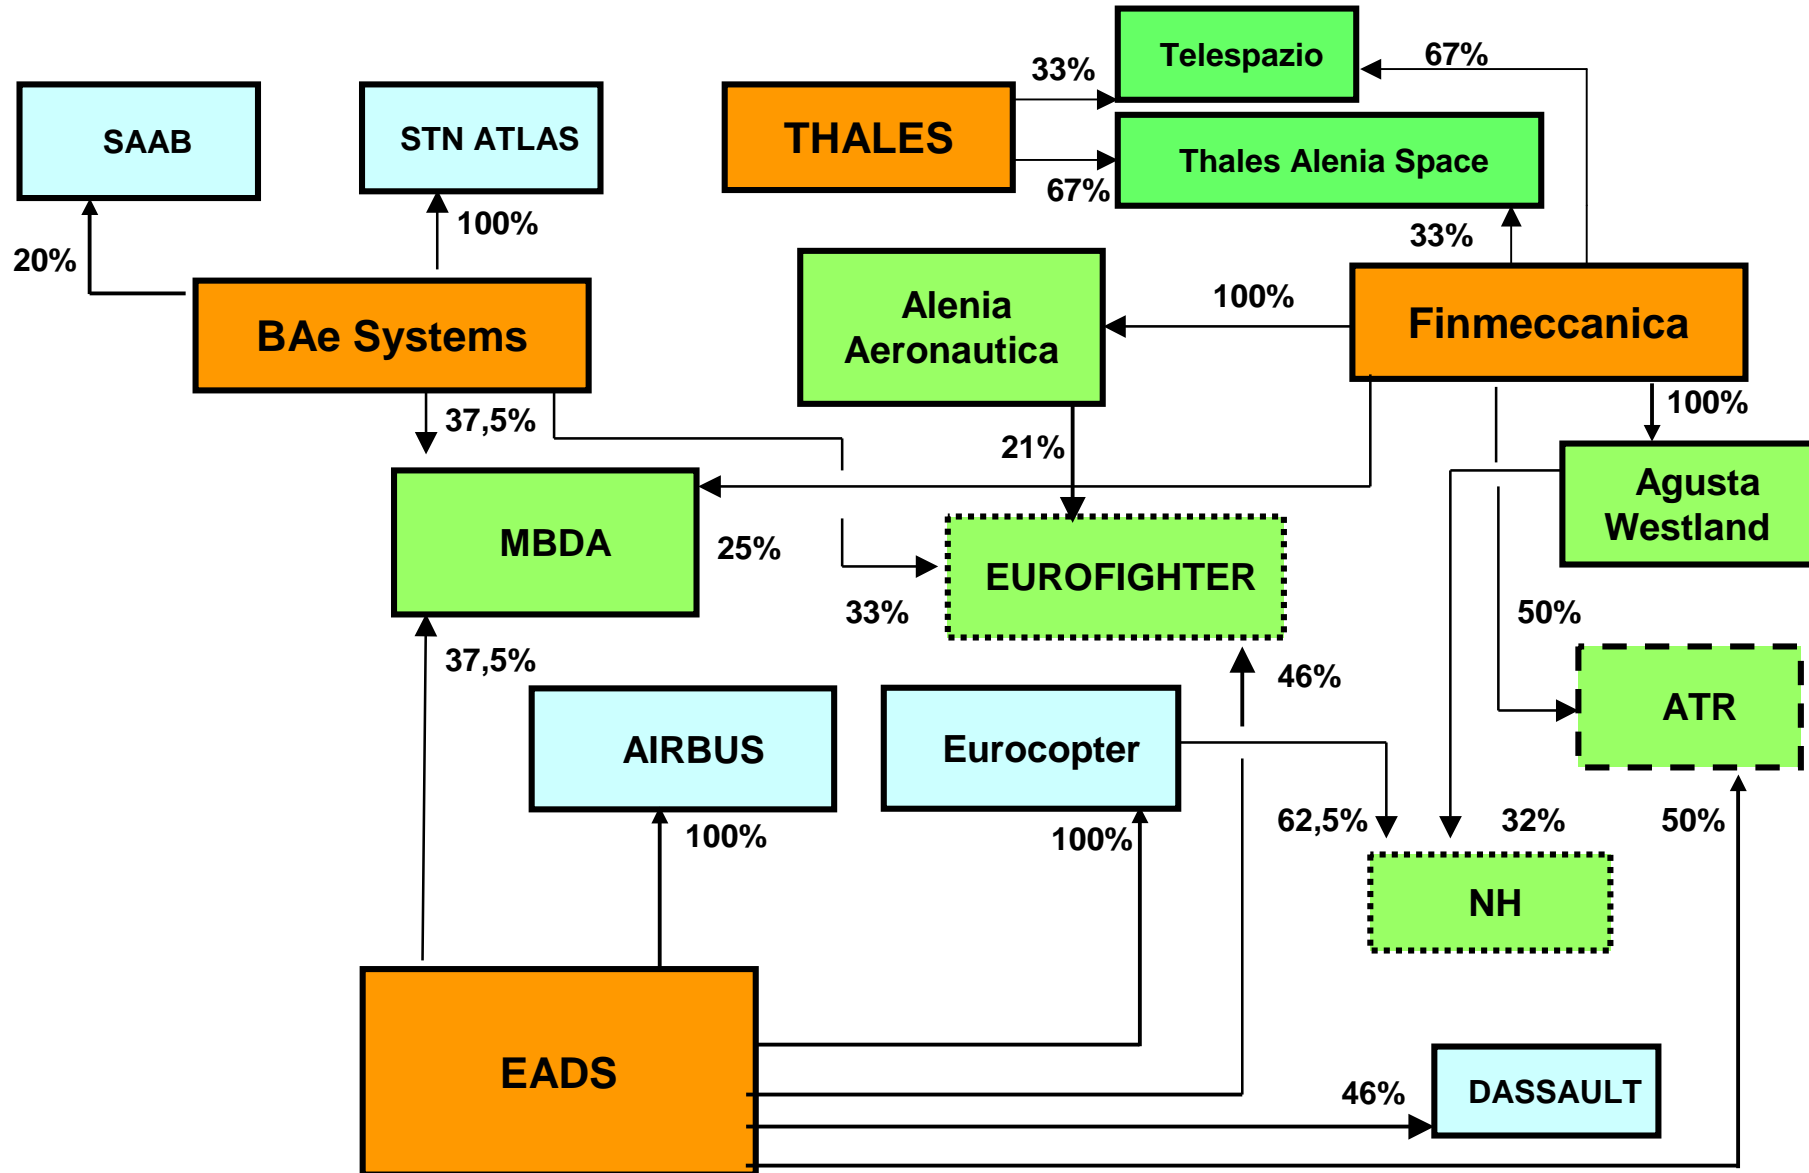 Telespazio
67%
33%
SAAB
STN ATLAS
THALES
Thales Alenia Space
67%
100%
33%
20%
Alenia
Aeronautica
100%
Finmeccanica
BAe Systems
37,5%
21%
100%
Agusta
Westland
MBDA
25%
EUROFIGHTER
33%
50%
37,5%
46%
ATR
AIRBUS
Eurocopter
100%
100%
62,5%
32%
50%
NH
EADS
46%
DASSAULT